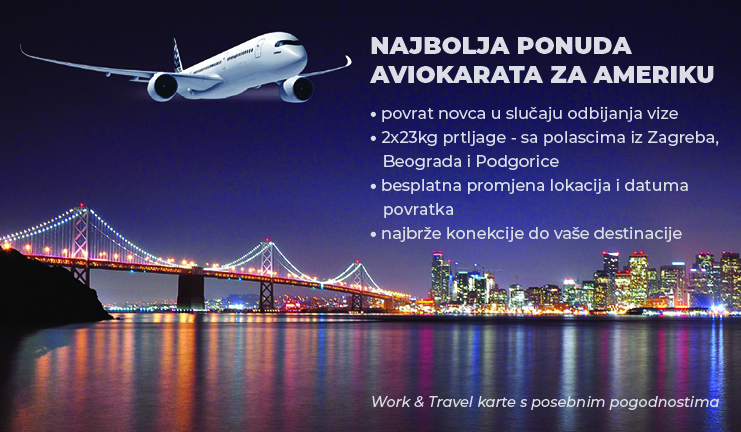 NAJBOLJA PONUDA
AVIOKARATA ZA AMERIKU
• povrat novca u slučaju odbijanja vize
• 2x23kg prtljage - sa polascima iz Zagreba,
Beograda i Podgorice
• besplatna promjena lokacija i datuma
povratka
• najbrže konekcije do vaše destinacije
Work & Travel karte s posebnim pogodnostima